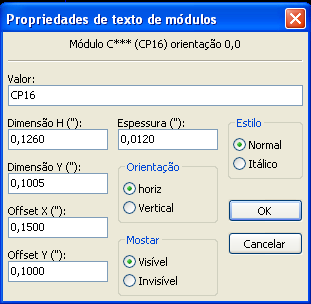 Propriedades de texto de módulos
Módulo C*** (CP16) orientação 0,0
Valor:
CP16
Dimensão H ("):
0,1260
Espessura ("):
0,0120
Estilo
Normal
Itálico
Dimensão Y ("):
0,1005
Orientação
horiz
Vertical
Offset X ("):
0,1500
OK
Offset Y ("):
0,1000
Mostar
Visível
Invisível
Cancelar